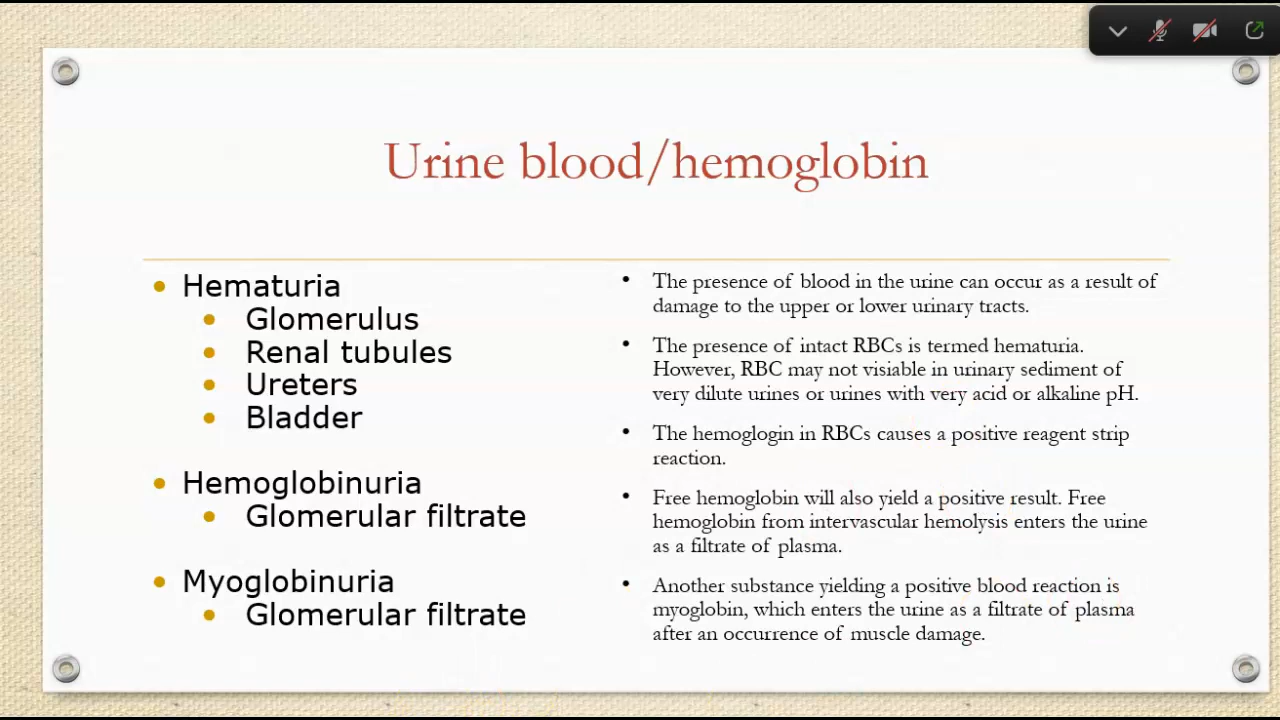 Urine blood/hemoglobin
Hematuria
Glomerulus
Renal tubules
Ureters
Bladder
Hemoglobinuria
Glomerular filtrate
Myoglobinuria
Glomerular filtrate
The presence of blood in the urine can occur as a result of
damage to the upper or lower urinary tracts.
The presence of intact RBCs is termed hematuria.
However, RBC may not visiable in urinary sediment of
very dilute urines or urines with very acid or alkaline pH.
The hemoglogin in RBCs causes a positive reagent strip
reaction.
Free hemoglobin will also yield a positive result. Free
hemoglobin from intervascular hemolysis enters the urine
as a filtrate of plasma.
Another substance yielding a positive blood reaction is
myoglobin, which enters the urine as a filtrate of plasma
after an occurrence of muscle damage.